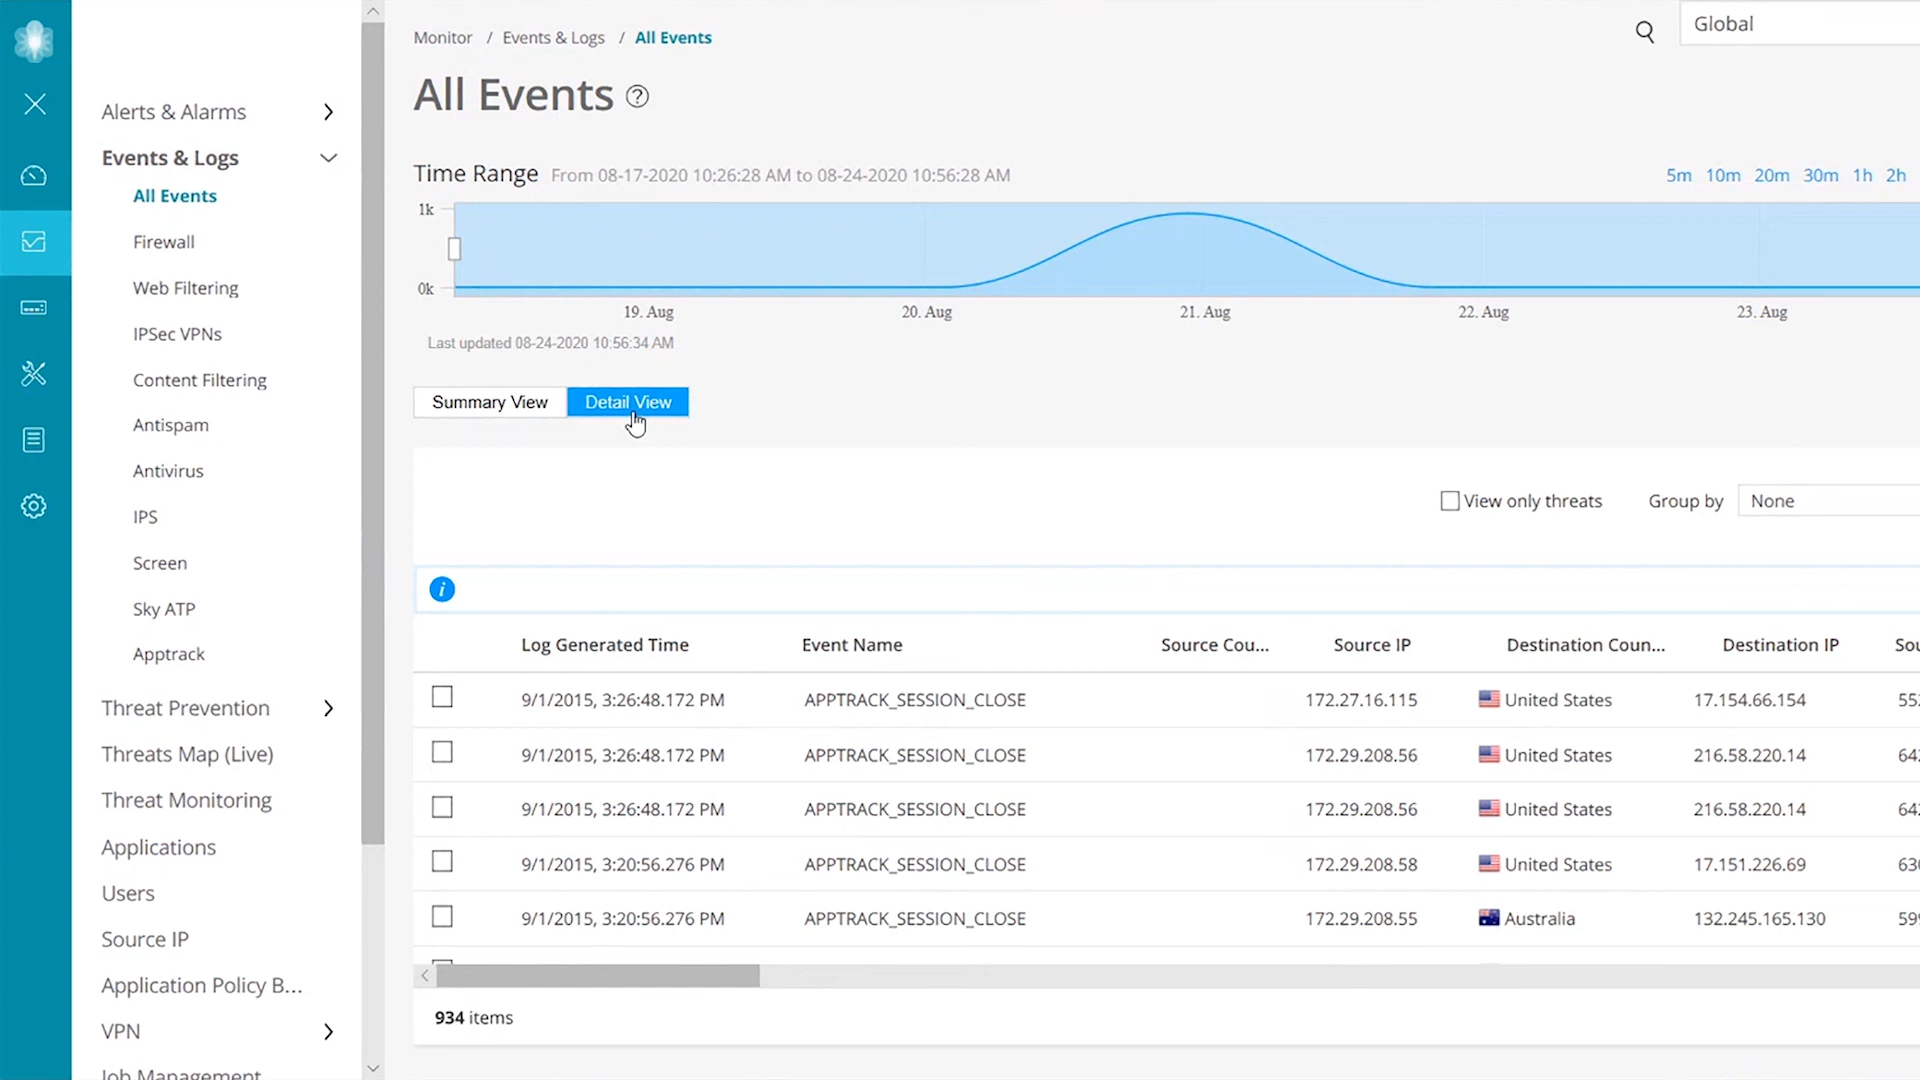 Monitor / Events & Logs / All Events
Global
All Events ?
Alerts & Alarms
Events & Logs
All Events
Firewall
Web Filtering
IPSec VPNs
Content Filtering
Antispam
Antivirus
IPS
Screen
Sky ATP
Apptrack
Threat Prevention
Threats Map (Live)
Threat Monitoring
Applications
Users
Source IP
Application Policy B...
VPN
Job Management
Time Range From 08-17-2020 10:26:28 AM to 08-24-2020 10:56:28 AM
5m 10m 20m 30m 1h 2h
1k
0k
19. Aug 20. Aug 21. Aug 22. Aug 23. Aug
Last updated 08-24-2020 10:56:34 AM
Summary View Detail View
View only threats Group by None
i
Log Generated Time Event Name Source Cou... Source IP Destination Coun... Destination IP Sou
9/1/2015, 3:26:48.172 PM APPTRACK_SESSION_CLOSE 172.27.16.115 United States 17.154.66.154 552
9/1/2015, 3:26:48.172 PM APPTRACK_SESSION_CLOSE 172.29.208.56 United States 216.58.220.14 642
9/1/2015, 3:26:48.172 PM APPTRACK_SESSION_CLOSE 172.29.208.56 United States 216.58.220.14 642
9/1/2015, 3:20:56.276 PM APPTRACK_SESSION_CLOSE 172.29.208.58 United States 17.151.226.69 630
9/1/2015, 3:20:56.276 PM APPTRACK_SESSION_CLOSE 172.29.208.55 Australia 132.245.165.130 599
934 items